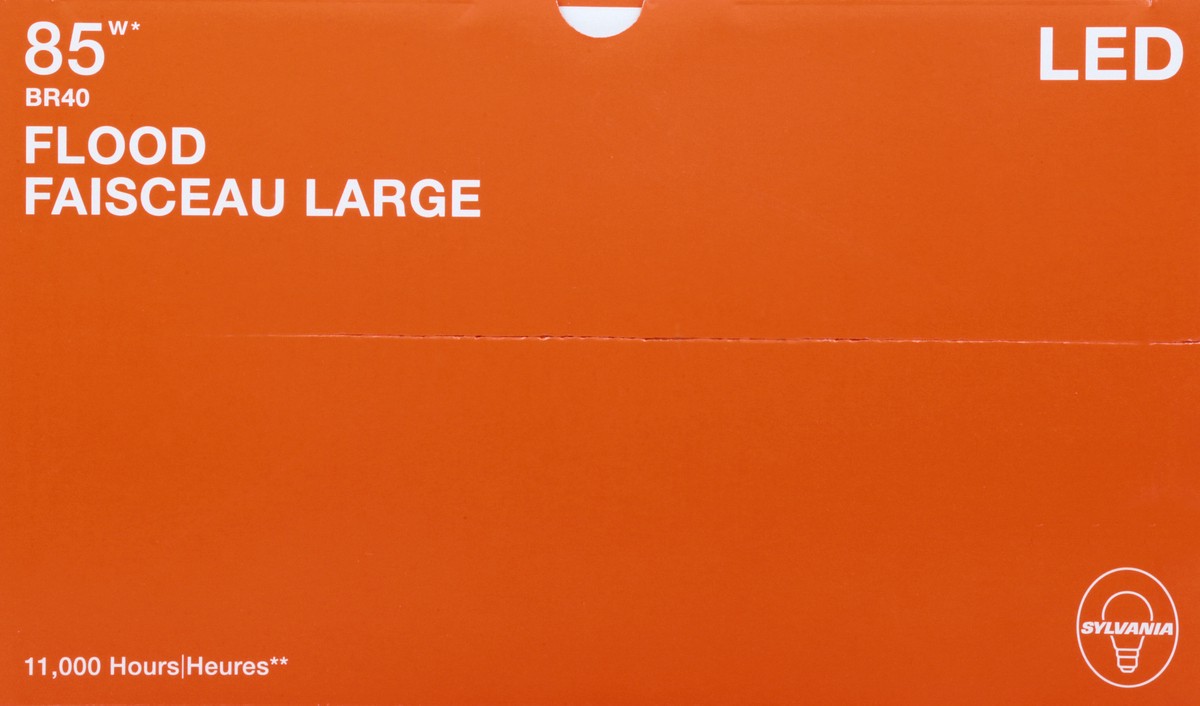 85W*
BR40
FLOOD
FAISCEAU LARGE
LED
11,000 Hours|Heures**
SYLVANIA